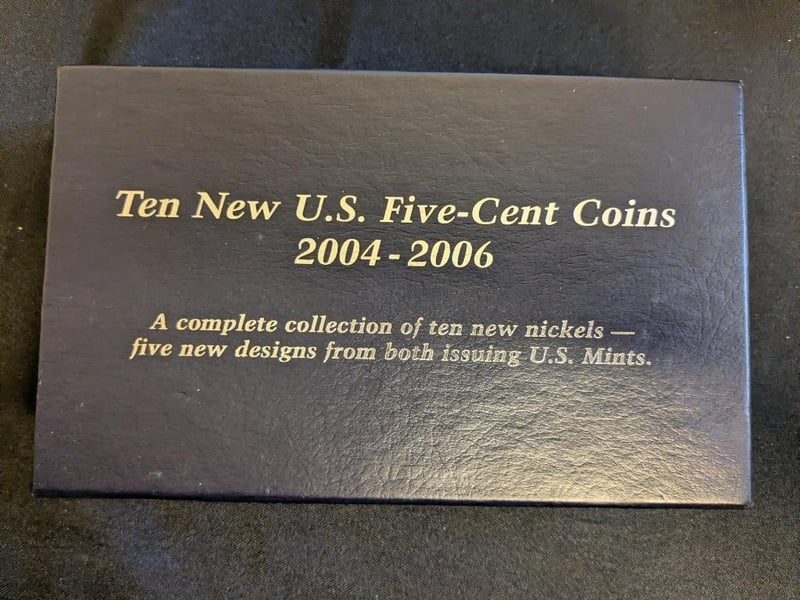 Ten New U.S. Five-Cent Coins
2004 - 2006
A complete collection of ten new nickels —
five new designs from both issuing U.S. Mints.